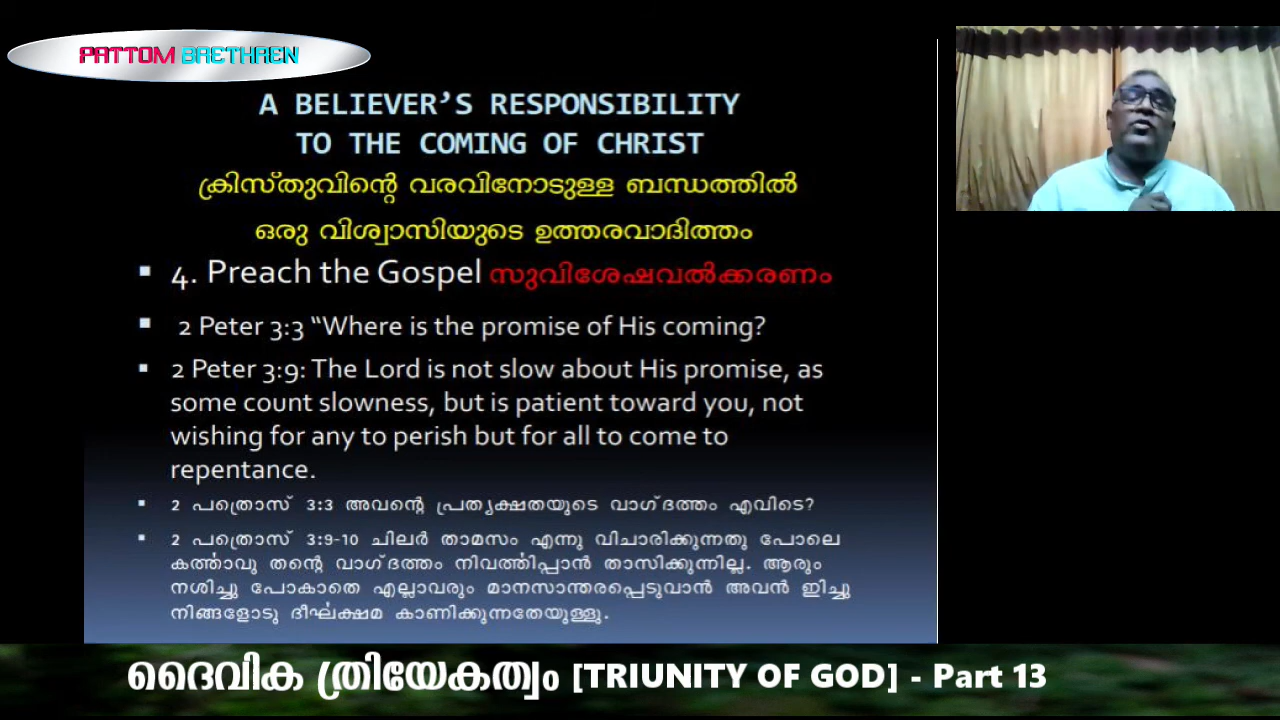 PATTOM BRETHREN
A BELIEVER’S RESPONSIBILITY
TO THE COMING OF CHRIST
ക്രിസ്തുവിന്റെ വരവിനോടുള്ള ബന്ധത്തിൽ
ഒരു വിശ്വാസിയുടെ ഉത്തരവാദിത്തം
▪ 4. Preach the Gospel സുവിശേഷവൽക്കരണം
▪ 2 Peter 3:3 “Where is the promise of His coming?
▪ 2 Peter 3:9: The Lord is not slow about His promise, as
some count slowness, but is patient toward you, not
wishing for any to perish but for all to come to
repentance.
▪ 2 പത്രൊസ് 3:3 അവന്റെ പ്രത്യക്ഷതയുടെ വാഗ്ദത്തം എവിടെ?
▪ 2 പത്രൊസ് 3:9-10 ചിലർ താമസം എന്നു വിചാരിക്കുന്നതു പോലെ
കർത്താവു തന്റെ വാഗ്ദത്തം നിവർത്തിപ്പാൻ താസിക്കുന്നില്ല. ആരും
നശിച്ചു പോകാതെ എല്ലാവരും മാനസാന്തരപ്പെടുവാൻ അവൻ ഇിച്ചു
നിങ്ങളോടു ദീർഘക്ഷമ കാണിക്കുന്നതേയുള്ളു.
ദൈവിക ത്രിയേകത്വം [TRIUNITY OF GOD] - Part 13